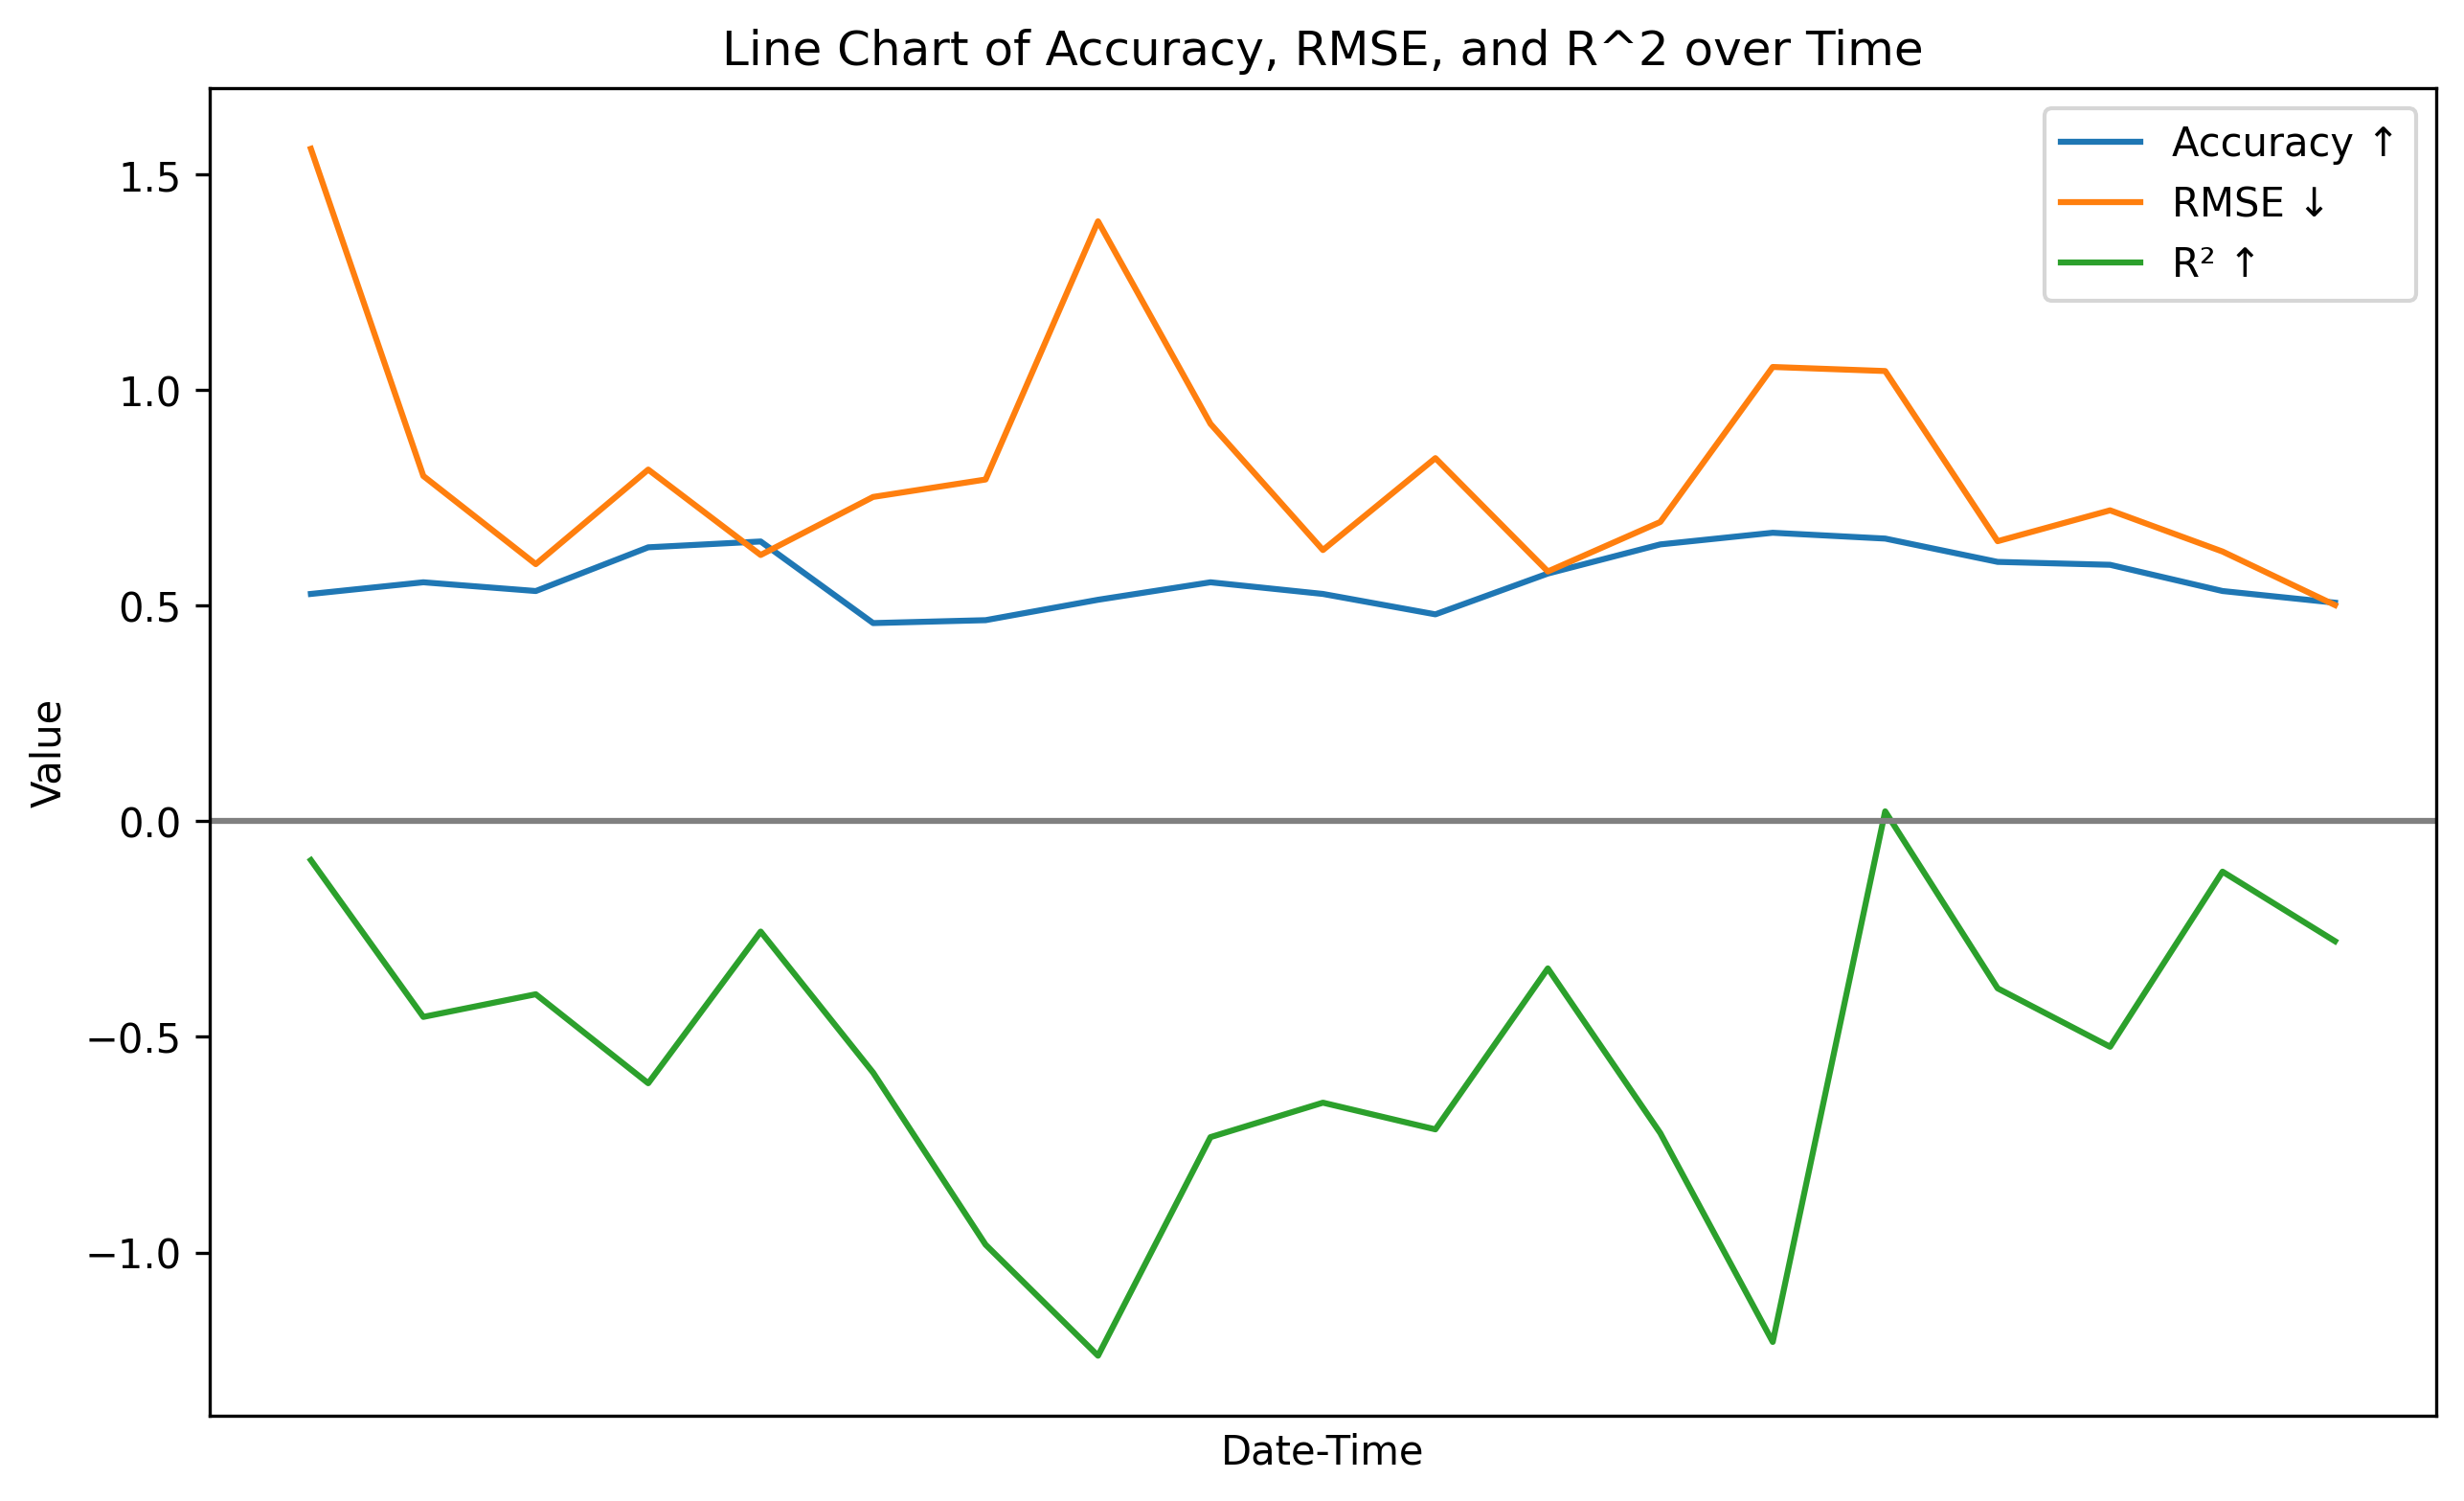 Line Chart of Accuracy, RMSE, and R^2 over Time
Accuracy ↑
RMSE ↓
R² ↑
1.5
1.0
0.5
0.0
−0.5
−1.0
Value
Date-Time